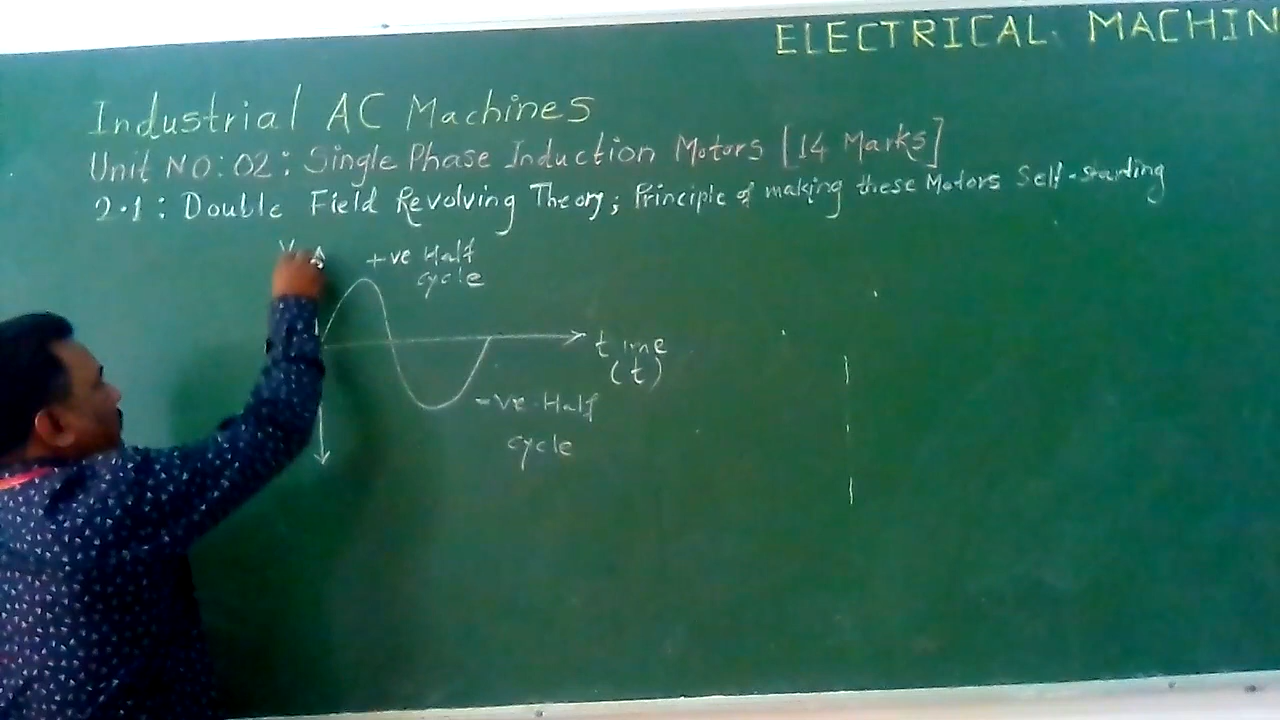 ELECTRICAL MACHIN
Industrial AC Machines
Unit NO: 02: Single Phase Induction Motors [14 Marks]
2.1: Double Field Revolving Theory; Principle of making these Motors Self-starting
V
+ve Half
cycle
time
(t)
-ve Half
cycle